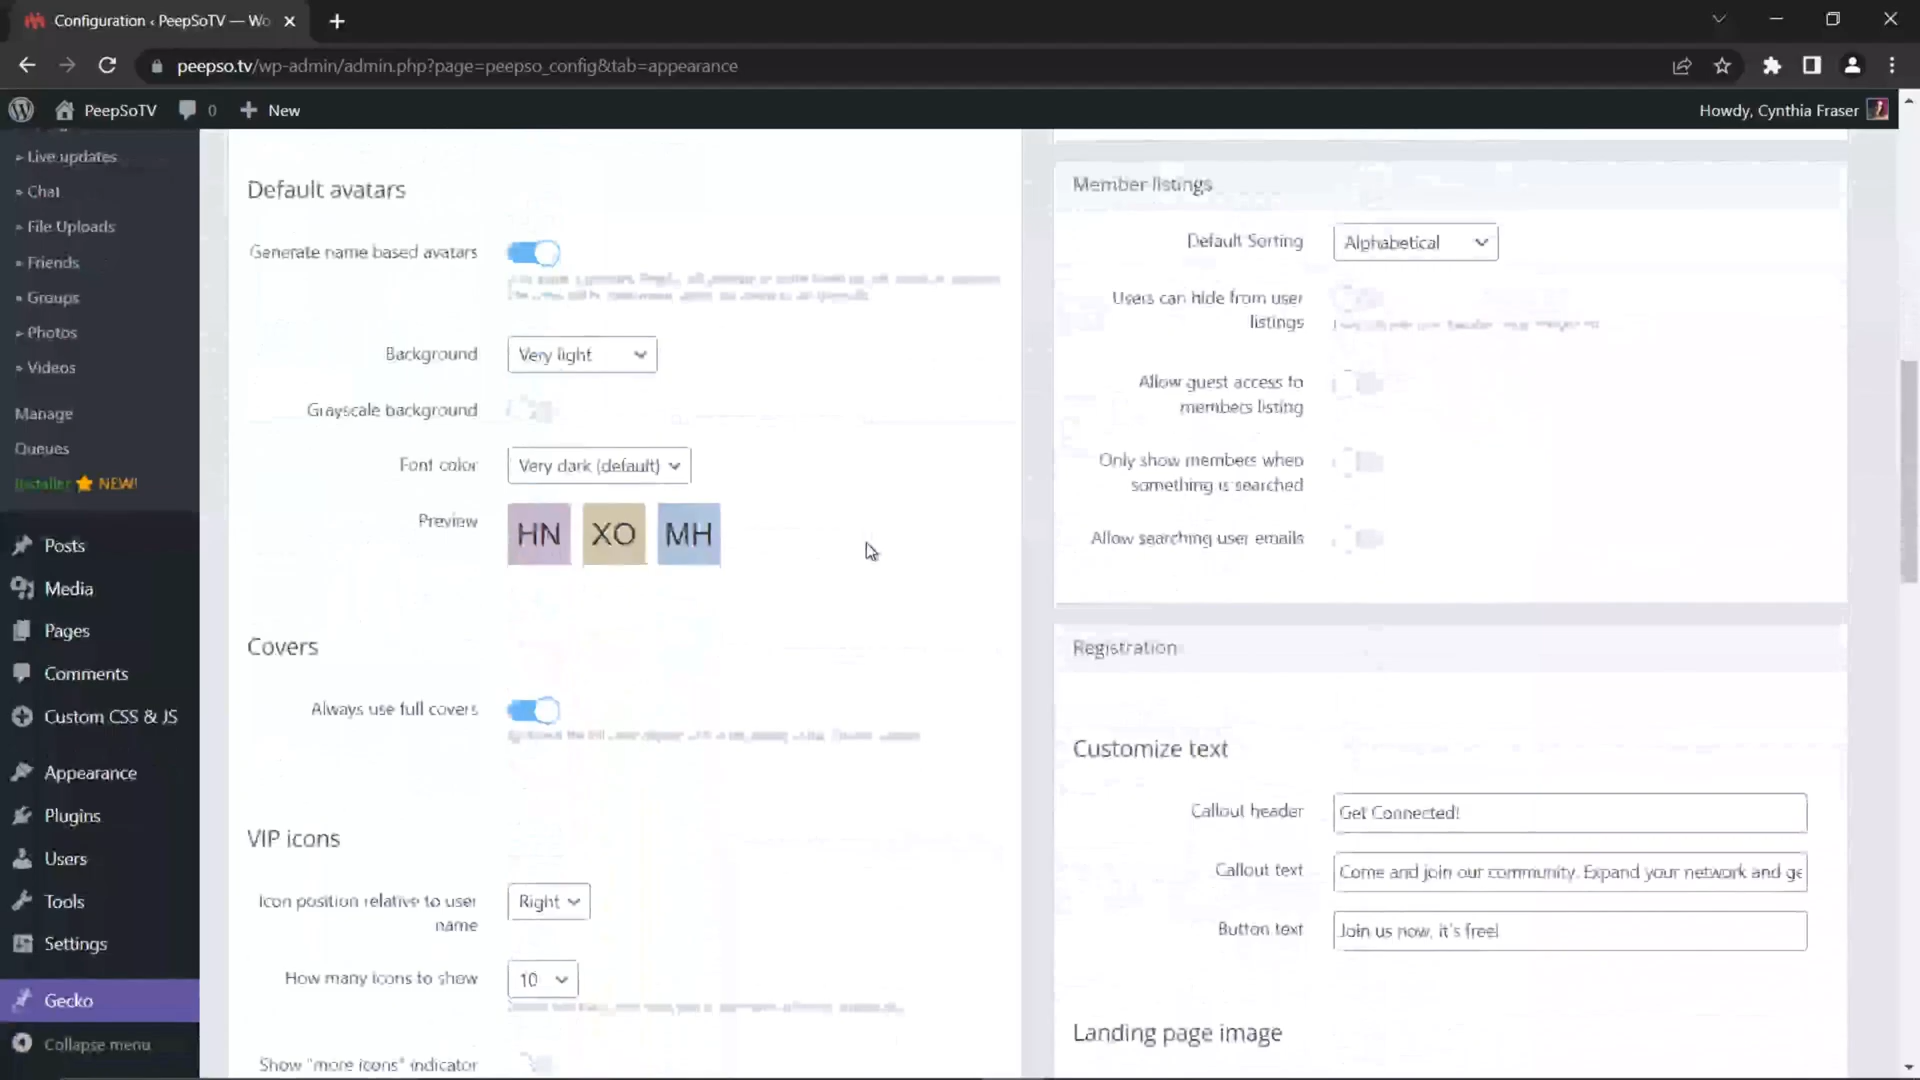 Configuration ‹ PeepSoTV — Wo
peepso.tv/wp-admin/admin.php?page=peepso_config&tab=appearance
PeepSoTV
0
New
Howdy, Cynthia Fraser
Live updates
Chat
File Uploads
Friends
Groups
Photos
Videos
Manage
Queues
Installer NEW!
Posts
Media
Pages
Comments
Custom CSS & JS
Appearance
Plugins
Users
Tools
Settings
Gecko
Collapse menu
Default avatars
Generate name based avatars
Background
Very light
Grayscale background
Font color
Very dark (default)
Preview
HN XO MH
Covers
Always use full covers
VIP icons
Icon position relative to user
name
Right
How many icons to show
10
Show "more icons" indicator
Member listings
Default Sorting
Alphabetical
Users can hide from user
listings
Allow guest access to
members listing
Only show members when
something is searched
Allow searching user emails
Registration
Customize text
Callout header
Get Connected!
Callout text
Come and join our community. Expand your network and ge
Button text
Join us now, it's free!
Landing page image